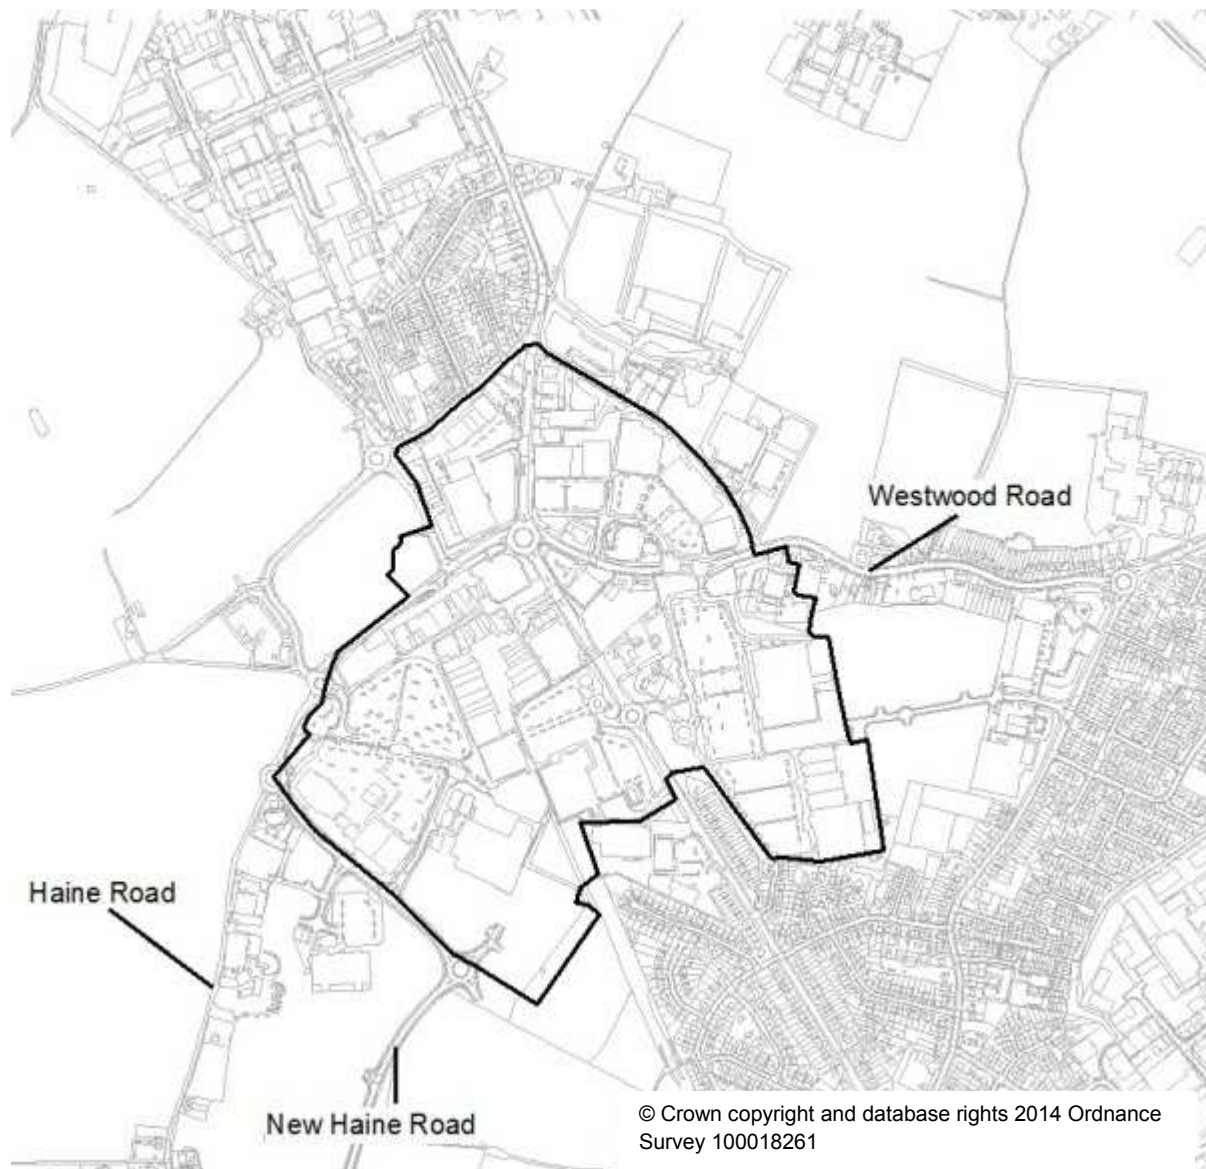 Westwood Road
Haine Road
New Haine Road
© Crown copyright and database rights 2014 Ordnance
Survey 100018261